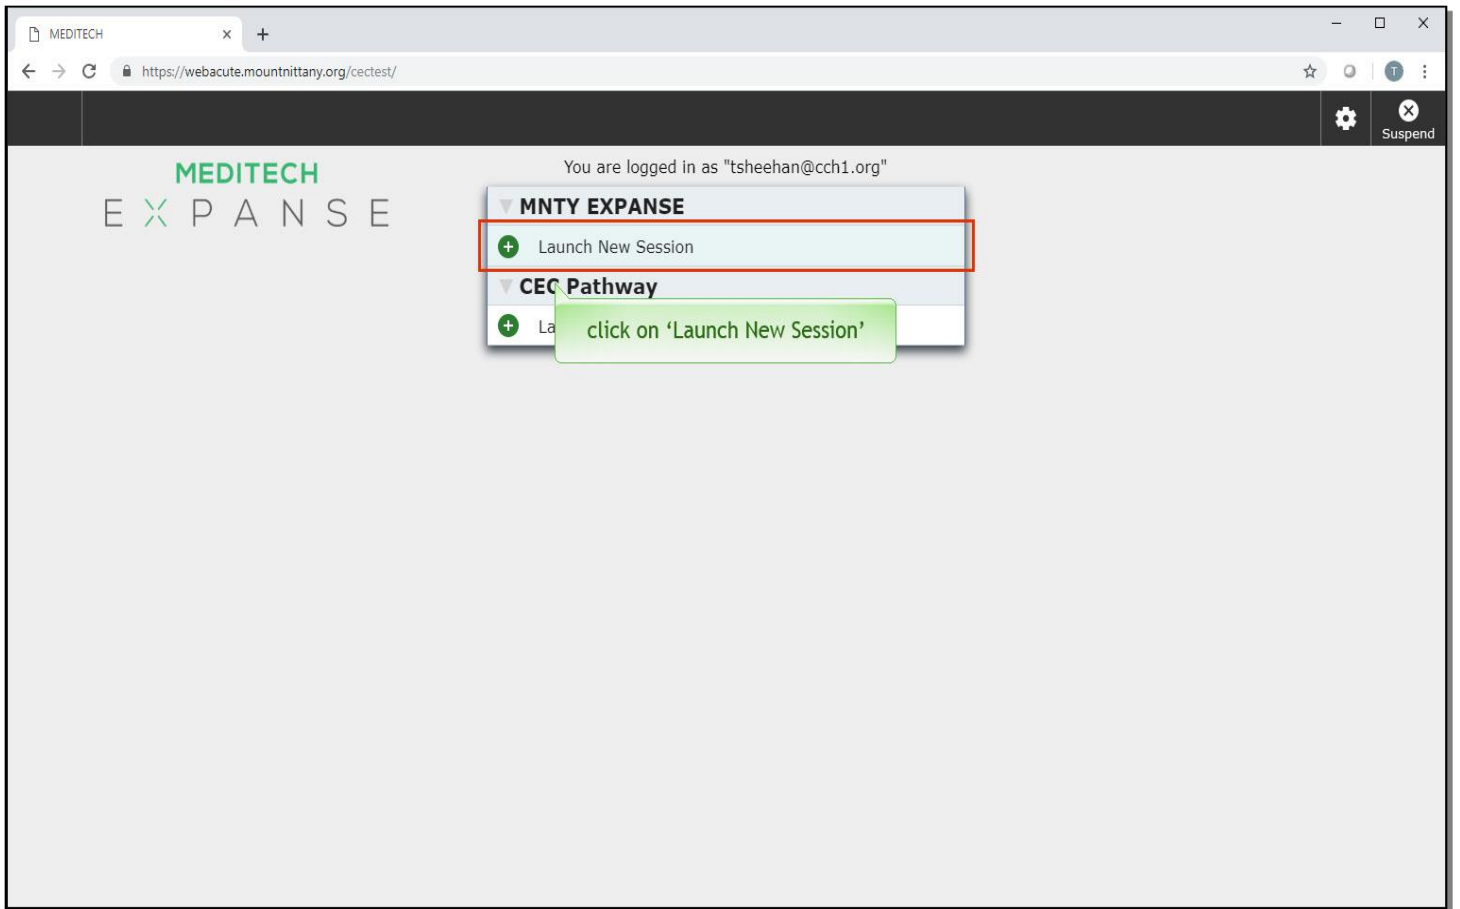 MEDITECH
https://webacute.mountnittany.org/cectest/
T
Suspend
MEDITECH
EXPANSE
You are logged in as "tsheehan@cch1.org"
MNTY EXPANSE
Launch New Session
CEC Pathway
La
click on ‘Launch New Session’